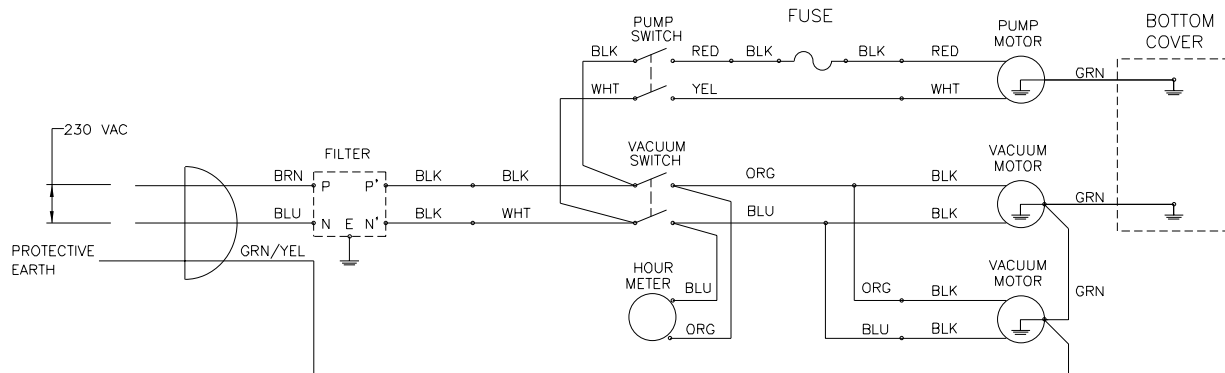 PUMP
SWITCH
FUSE
PUMP
MOTOR
BOTTOM
COVER
BLK
RED
BLK
BLK
RED
GRN
WHT
YEL
WHT
230 VAC
FILTER
VACUUM
SWITCH
VACUUM
MOTOR
BRN
P
P'
BLK
BLK
ORG
BLK
GRN
BLU
N
E
N'
BLK
WHT
BLU
BLK
PROTECTIVE
EARTH
GRN/YEL
HOUR
METER
BLU
ORG
VACUUM
MOTOR
ORG
BLK
GRN
BLU
BLK